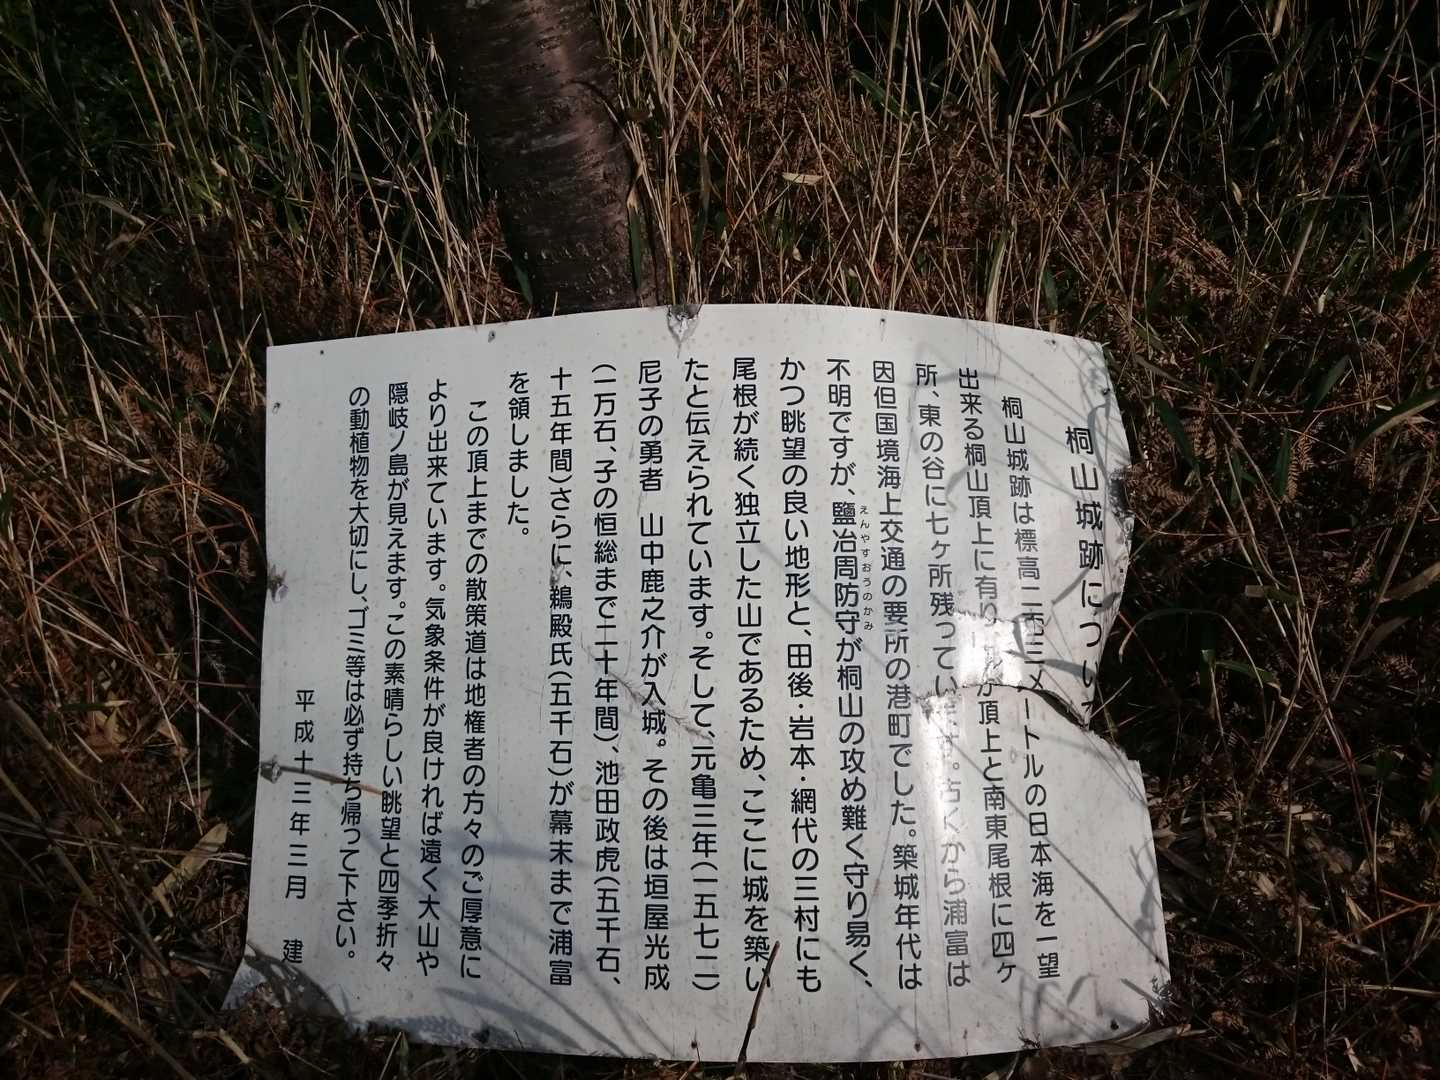 桐山城跡につい
桐山城跡は標高二〇三メートルの日本海を一望
出来る桐山頂上に有り が頂上と南東尾根に四ヶ
所、東の谷に七ヶ所残っています。古くから浦富は
因但国境海上交通の要所の港町でした。築城年代は
不明ですが、鹽冶周防守が桐山の攻め難く守り易く、
えんやすおうのかみ
かつ眺望の良い地形と、田後・岩本・網代の三村にも
尾根が続く独立した山であるため、ここに城を築い
たと伝えられています。そして、元亀三年(一五七二)
尼子の勇者 山中鹿之介が入城。その後は垣屋光成
(一万石、子の恒総まで二十年間)、池田政虎(五千石、
十五年間)さらに、鵜殿氏(五千石)が幕末まで浦富
を領しました。
この頂上までの散策道は地権者の方々のご厚意に
より出来ています。気象条件が良ければ遠く大山や
隠岐ノ島が見えます。この素晴らしい眺望と四季折々
の動植物を大切にし、ゴミ等は必ず持ち帰って下さい。
平成十三年三月 建